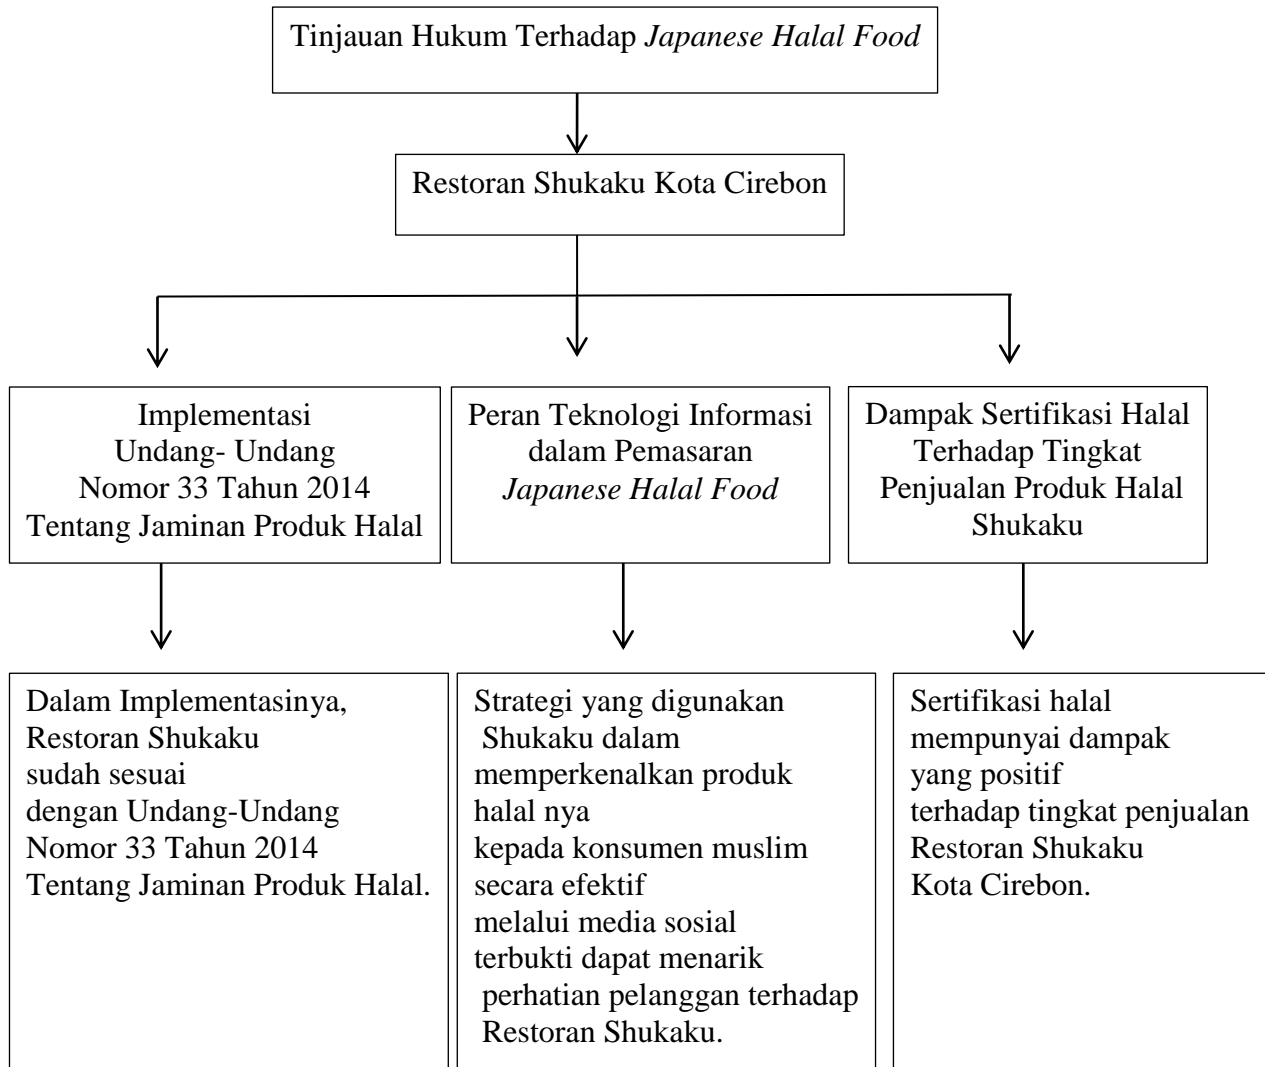 Tinjauan Hukum Terhadap Japanese Halal Food
Restoran Shukaku Kota Cirebon
Implementasi
Undang- Undang
Nomor 33 Tahun 2014
Tentang Jaminan Produk Halal
Peran Teknologi Informasi
dalam Pemasaran
Japanese Halal Food
Dampak Sertifikasi Halal
Terhadap Tingkat
Penjualan Produk Halal
Shukaku
Dalam Implementasinya,
Restoran Shukaku
sudah sesuai
dengan Undang-Undang
Nomor 33 Tahun 2014
Tentang Jaminan Produk Halal.
Strategi yang digunakan
Shukaku dalam
memperkenalkan produk
halal nya
kepada konsumen muslim
secara efektif
melalui media sosial
terbukti dapat menarik
perhatian pelanggan terhadap
Restoran Shukaku.
Sertifikasi halal
mempunyai dampak
yang positif
terhadap tingkat penjualan
Restoran Shukaku
Kota Cirebon.